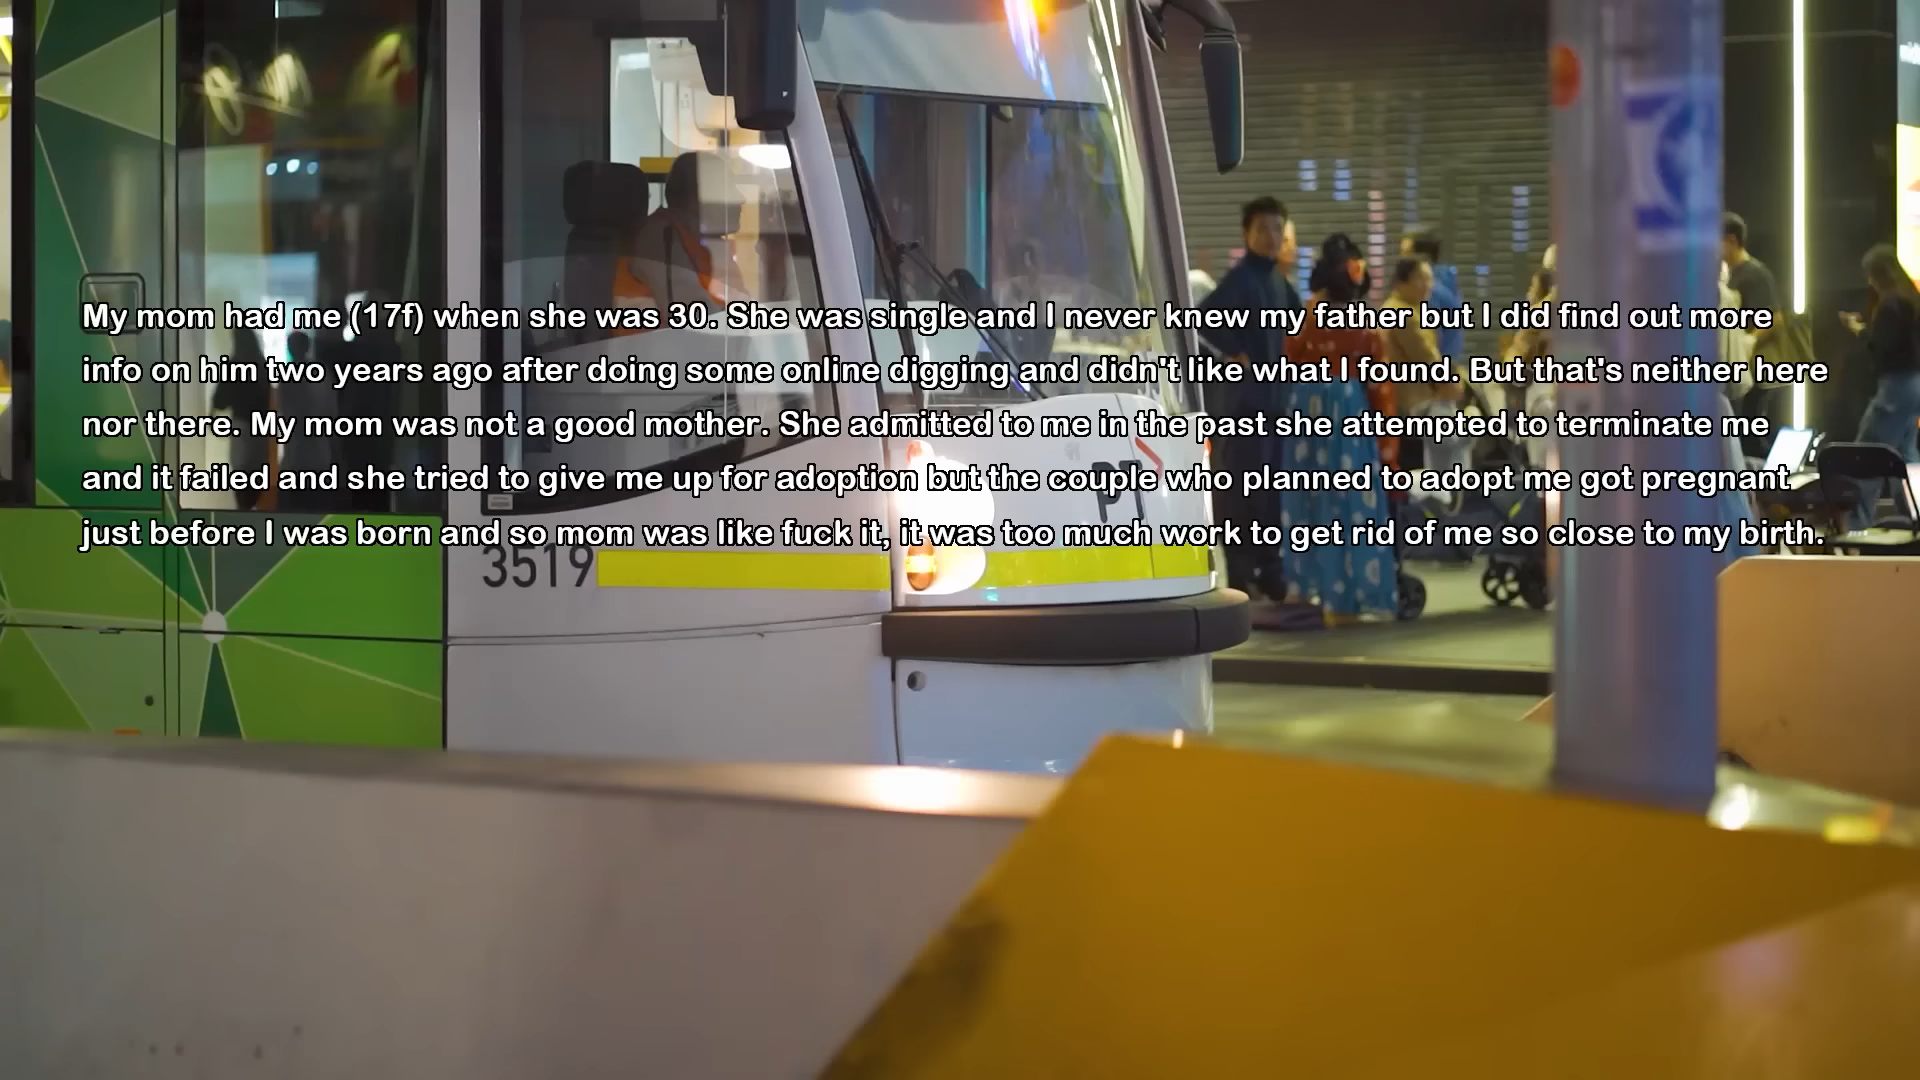 My mom had me (17f) when she was 30. She was single and I never knew my father but I did find out more
info on him two years ago after doing some online digging and didn't like what I found. But that's neither here
nor there. My mom was not a good mother. She admitted to me in the past she attempted to terminate me
and it failed and she tried to give me up for adoption but the couple who planned to adopt me got pregnant
just before I was born and so mom was like fuck it, it was too much work to get rid of me so close to my birth.
3519